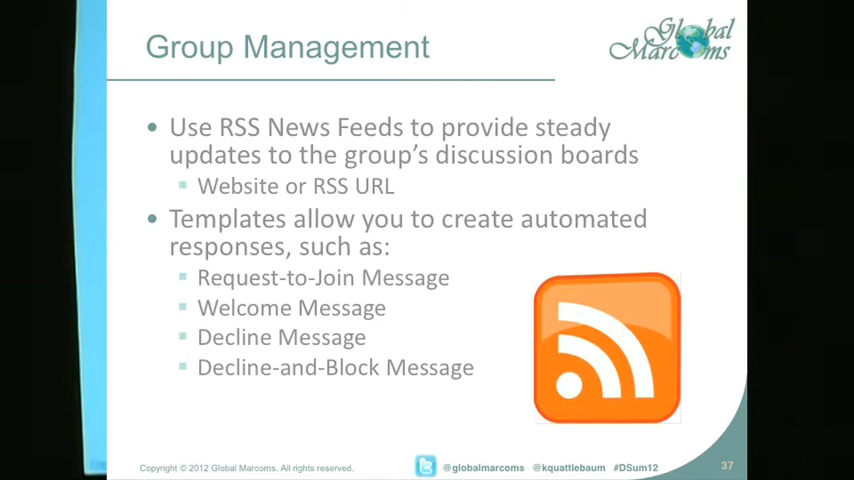 Group Management
Global
Marcoms
• Use RSS News Feeds to provide steady
updates to the group's discussion boards
▪ Website or RSS URL
• Templates allow you to create automated
responses, such as:
▪ Request-to-Join Message
▪ Welcome Message
▪ Decline Message
▪ Decline-and-Block Message
Copyright © 2012 Global Marcoms. All rights reserved.
@globalmarcoms @kquattlebaum #DSum12
37